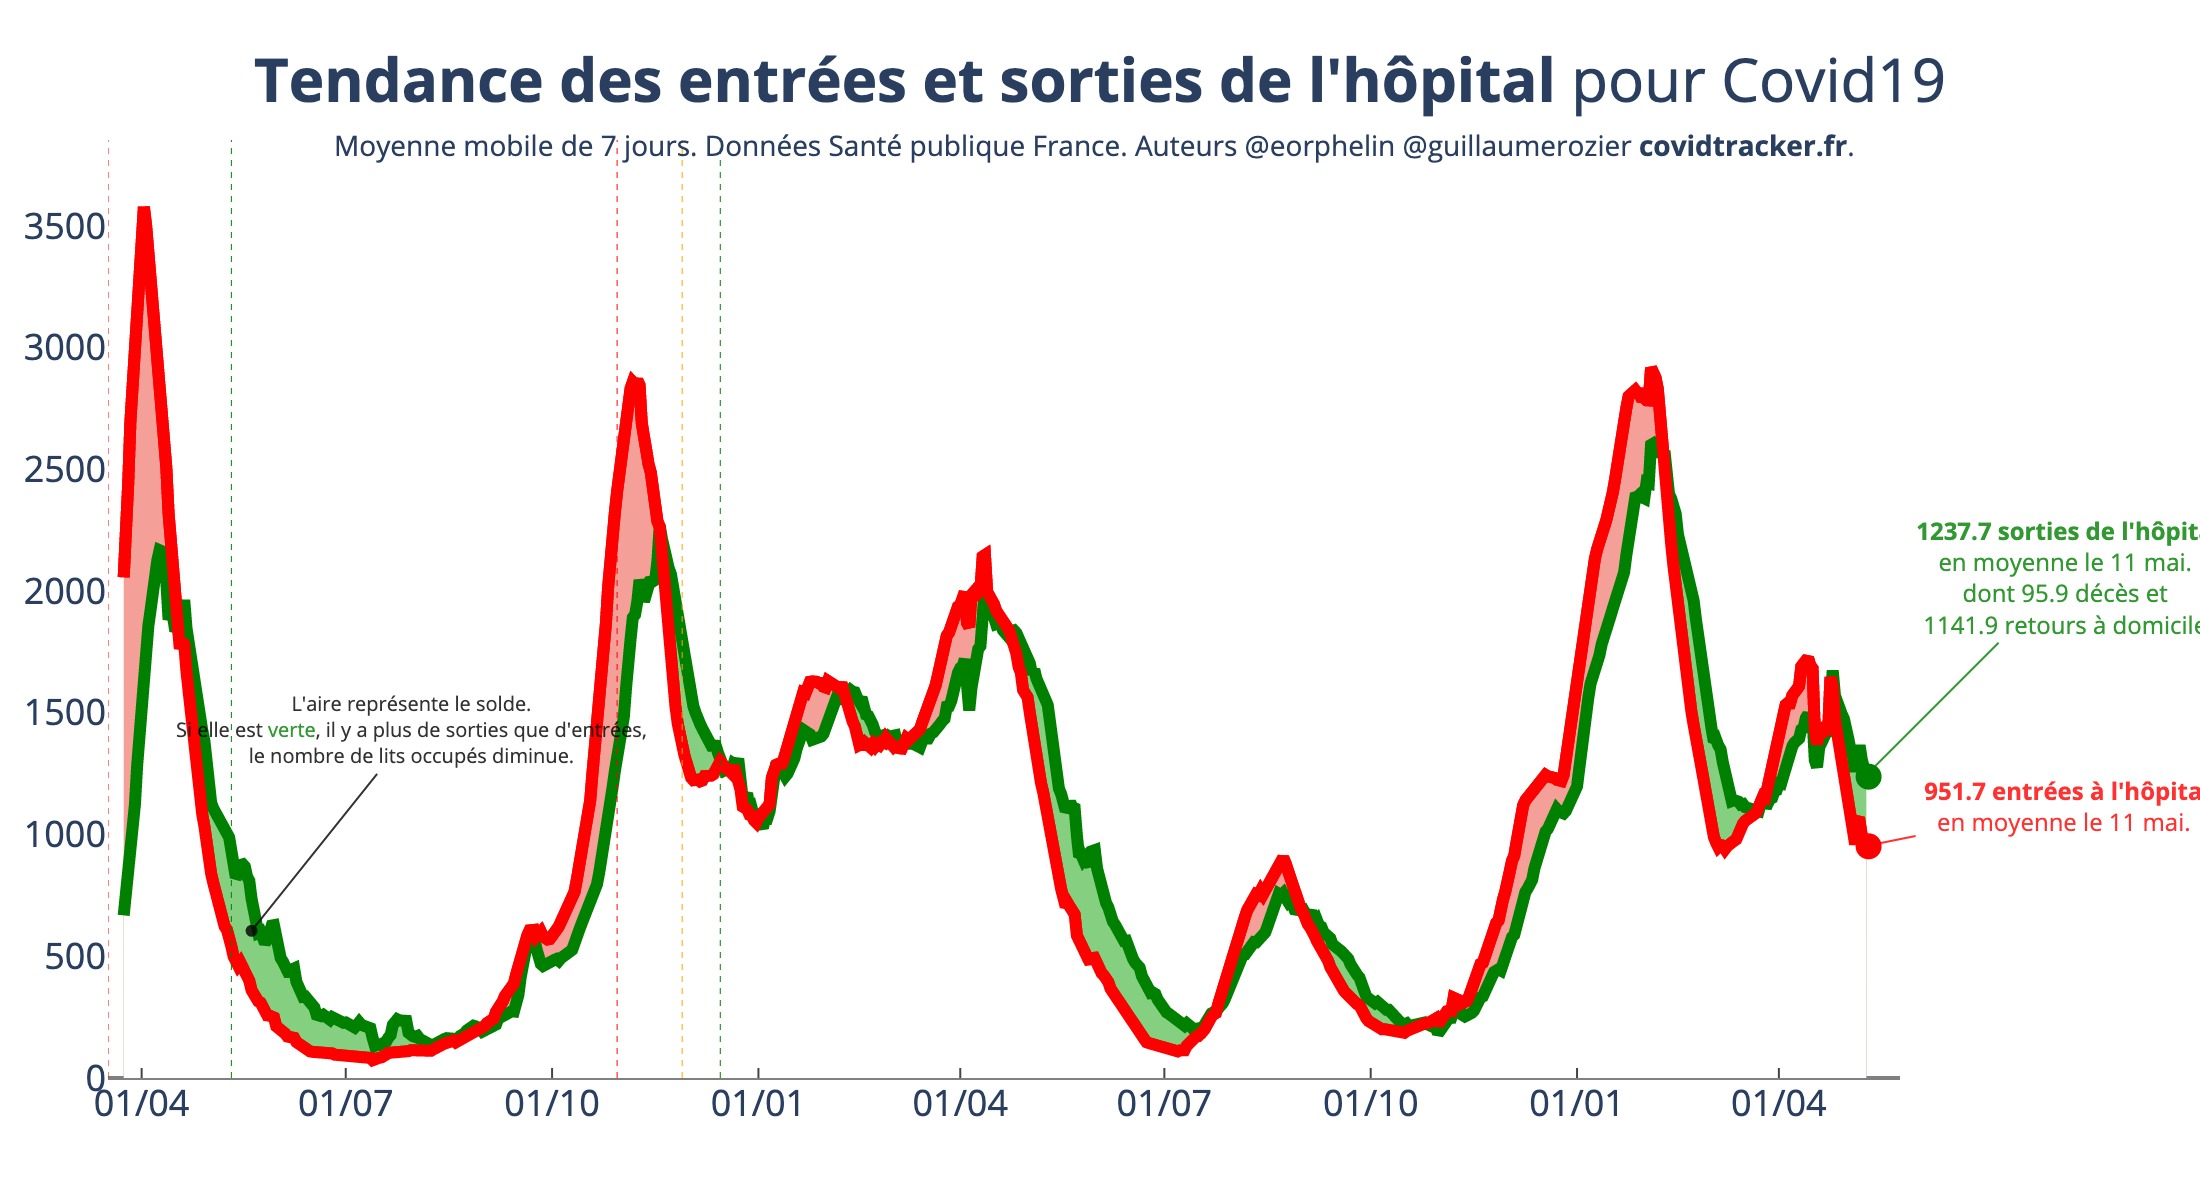 Tendance des entrées et sorties de l'hôpital pour Covid19
Moyenne mobile de 7 jours. Données Santé publique France. Auteurs @eorphelin @guillaumerozier covidtracker.fr.
3500
3000
2500
2000
1500
1000
500
0
L'aire représente le solde.
Si elle est verte, il y a plus de sorties que d'entrées,
le nombre de lits occupés diminue.
1237.7 sorties de l'hôpit
en moyenne le 11 mai.
dont 95.9 décès et
1141.9 retours à domicile
951.7 entrées à l'hôpita
en moyenne le 11 mai.
01/04 01/07 01/10 01/01 01/04 01/07 01/10 01/01 01/04